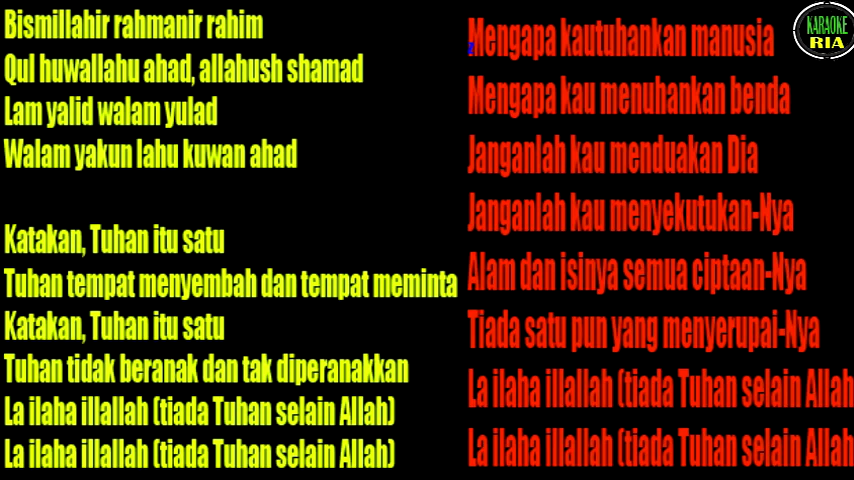 Bismillahir rahmanir rahim
Qul huwallahu ahad, allahush shamad
Lam yalid walam yulad
Walam yakun lahu kuwan ahad
Katakan, Tuhan itu satu
Tuhan tempat menyembah dan tempat meminta
Katakan, Tuhan itu satu
Tuhan tidak beranak dan tak diperanakkan
La ilaha illallah (tiada Tuhan selain Allah)
La ilaha illallah (tiada Tuhan selain Allah)
Mengapa kautuhankan manusia
Mengapa kau menuhankan benda
Janganlah kau menduakan Dia
Janganlah kau menyekutukan-Nya
Alam dan isinya semua ciptaan-Nya
Tiada satu pun yang menyerupai-Nya
La ilaha illallah (tiada Tuhan selain Allah
La ilaha illallah (tiada Tuhan selain Allah
KARAOKE
RIA